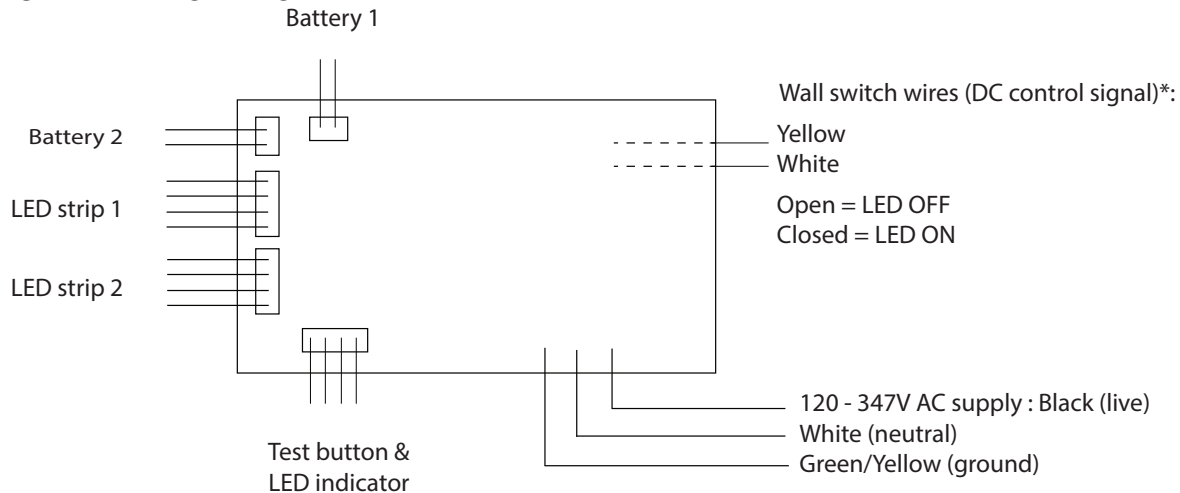 Battery 1
Wall switch wires (DC control signal)*:
Battery 2
Yellow
White
LED strip 1
Open = LED OFF
Closed = LED ON
LED strip 2
120 - 347V AC supply : Black (live)
White (neutral)
Green/Yellow (ground)
Test button &
LED indicator